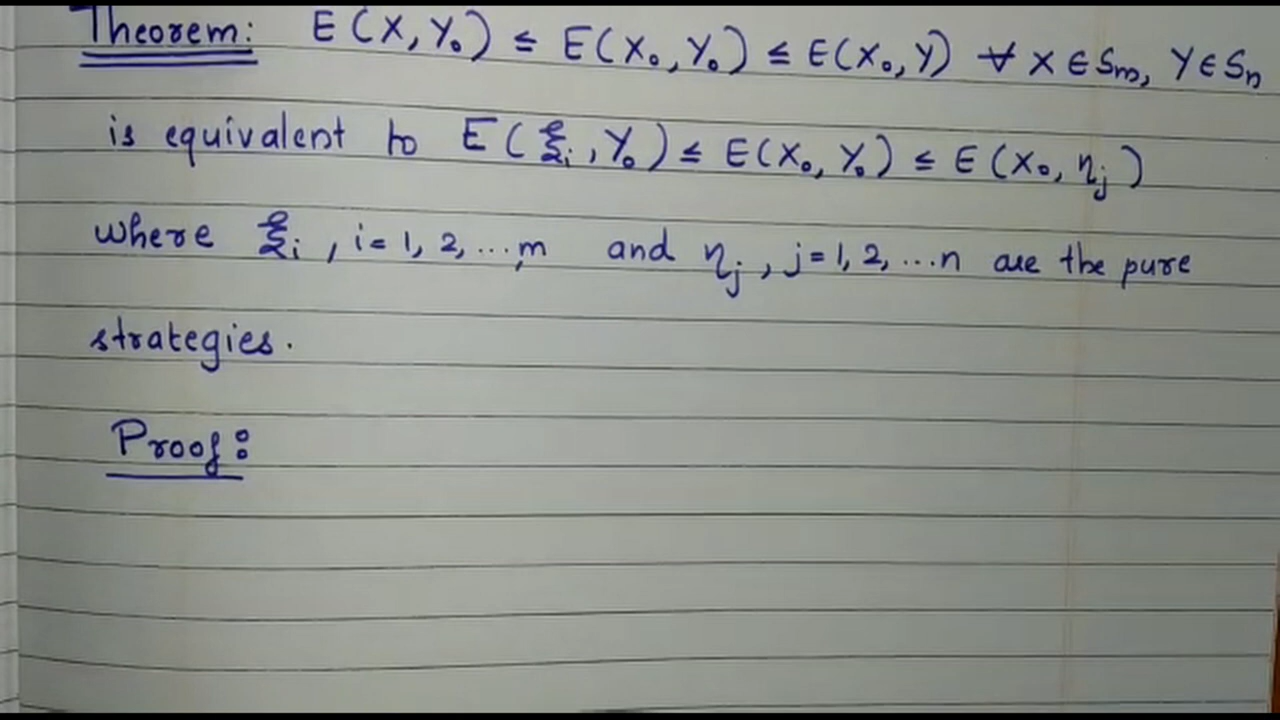 Theorem: E(X, Y₀) ≤ E(X₀, Y₀) ≤ E(X₀, Y) ∀ X ∈ Sₘ, Y ∈ Sₙ
is equivalent to E(ξᵢ, Y₀) ≤ E(X₀, Y₀) ≤ E(X₀, ηⱼ)
where ξᵢ, i = 1, 2, ... m and ηⱼ, j = 1, 2, ... n are the pure
strategies.
Proof: